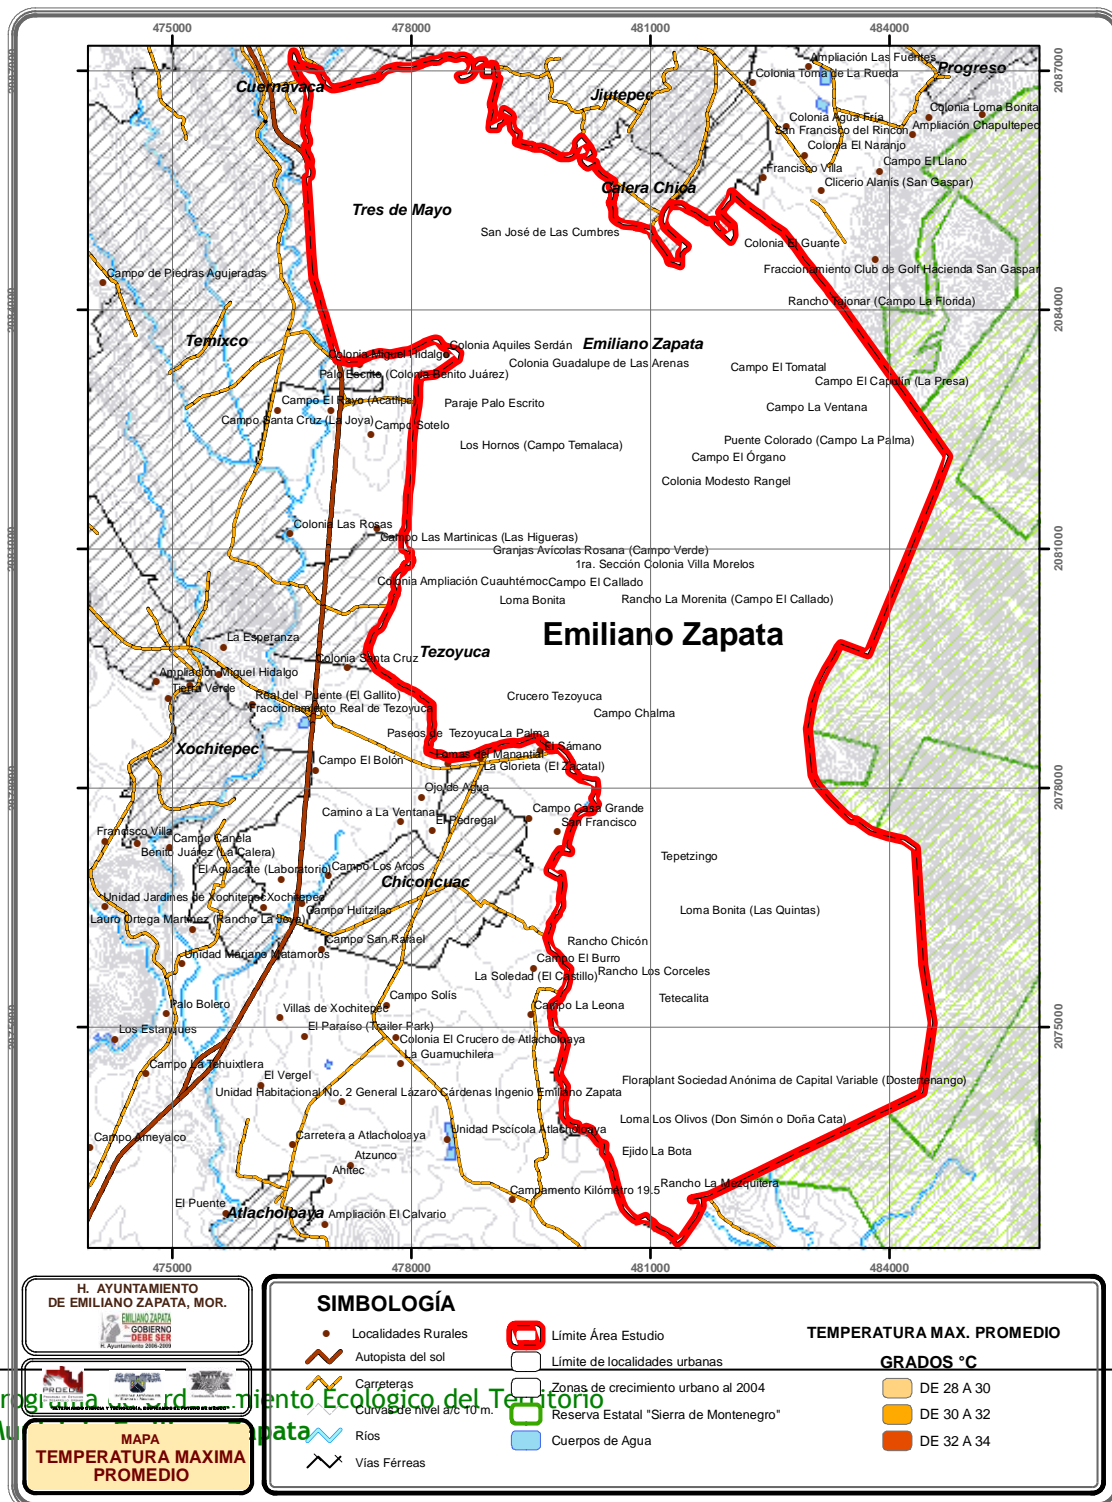 475000 478000 481000 484000
2087000
2084000
2081000
2078000
2075000
Ampliación Las Fuentes
Progreso
Colonia Toma de La Rueda
Cuernavaca
Jiutepec
Colonia Loma Bonita
Colonia Agua Fría
Ampliación Chapultepec
San Francisco del Rincón
Colonia El Naranjo
Campo El Llano
Francisco Villa
Clicerio Alanís (San Gaspar)
Calera Chica
Tres de Mayo
San José de Las Cumbres
Colonia El Guante
Fraccionamiento Club de Golf Hacienda San Gaspar
Campo de Piedras Agujeradas
Rancho Tujonar (Campo La Florida)
Temixco
Colonia Aquiles Serdán
Emiliano Zapata
Colonia Miguel Hidalgo
Colonia Guadalupe de Las Arenas
Campo El Tomatal
Palo Escrito (Colonia Benito Juárez)
Campo El Capulín (La Presa)
Campo El Rayo (Acatlipa)
Paraje Palo Escrito
Campo La Ventana
Campo Santa Cruz (La Joya)
Campo Sotelo
Puente Colorado (Campo La Palma)
Los Hornos (Campo Temalaca)
Campo El Órgano
Colonia Modesto Rangel
Colonia Las Rosas
Campo Las Martinicas (Las Higueras)
Granjas Avícolas Rosana (Campo Verde)
1ra. Sección Colonia Villa Morelos
Colonia Ampliación Cuauhtémoc
Campo El Callado
Loma Bonita
Rancho La Morenita (Campo El Callado)
Emiliano Zapata
La Esperanza
Tezoyuca
Colonia Santa Cruz
Ampliación Miguel Hidalgo
Tierra Verde
Real del Puente (El Gallito)
Crucero Tezoyuca
Fraccionamiento Real de Tezoyuca
Campo Chalma
Paseos de Tezoyuca
La Palma
Xochitepec
El Sámano
Lomas del Manantial
Campo El Bolón
La Glorieta (El Zacatal)
Ojo de Agua
Camino a La Ventana
Campo Casa Grande
El Pedregal
San Francisco
Francisco Villa
Campo Canela
Benito Juárez (La Calera)
Tepetzingo
El Aguacate (Laboratorio)
Campo Los Arcos
Chiconcuac
Unidad Jardines de Xochitepec
Xochitepec
Campo Huitzilac
Loma Bonita (Las Quintas)
Lauro Ortega Martínez (Rancho La Joya)
Campo San Rafael
Rancho Chicón
Unidad Mariano Matamoros
Campo El Burro
La Soledad (El Castillo)
Rancho Los Corceles
Palo Bolero
Villas de Xochitepec
Campo Solís
Campo La Leona
Tetecalita
Los Estanques
El Paraíso (Trailer Park)
Colonia El Crucero de Atlacholoaya
La Guamuchilera
Campo La Tehuixtlera
El Vergel
Floraplant Sociedad Anónima de Capital Variable (Dostenenango)
Unidad Habitacional No. 2 General Lázaro Cárdenas Ingenio Emiliano Zapata
Loma Los Olivos (Don Simón o Doña Cata)
Campo Ameyalco
Carretera a Atlacholoaya
Unidad Pscícola Atlacholoaya
Ejido La Bota
Atzunco
Ahitec
Rancho La Mezquitera
El Puente
Campamento Kilómetro 19.5
Atlacholoaya
Ampliación El Calvario
475000 478000 481000 484000
H. AYUNTAMIENTO
DE EMILIANO ZAPATA, MOR.
EMILIANO ZAPATA
GOBIERNO
DEBE SER
H. Ayuntamiento 2006-2009
MAPA
TEMPERATURA MAXIMA
PROMEDIO
SIMBOLOGÍA
Localidades Rurales
Autopista del sol
Carreteras
Curvas de nivel a/c 10 m.
Ríos
Vías Férreas
Límite Área Estudio
Límite de localidades urbanas
Zonas de crecimiento urbano al 2004
Reserva Estatal "Sierra de Montenegro"
Cuerpos de Agua
TEMPERATURA MAX. PROMEDIO
GRADOS °C
DE 28 A 30
DE 30 A 32
DE 32 A 34
Ecológico del Territorio